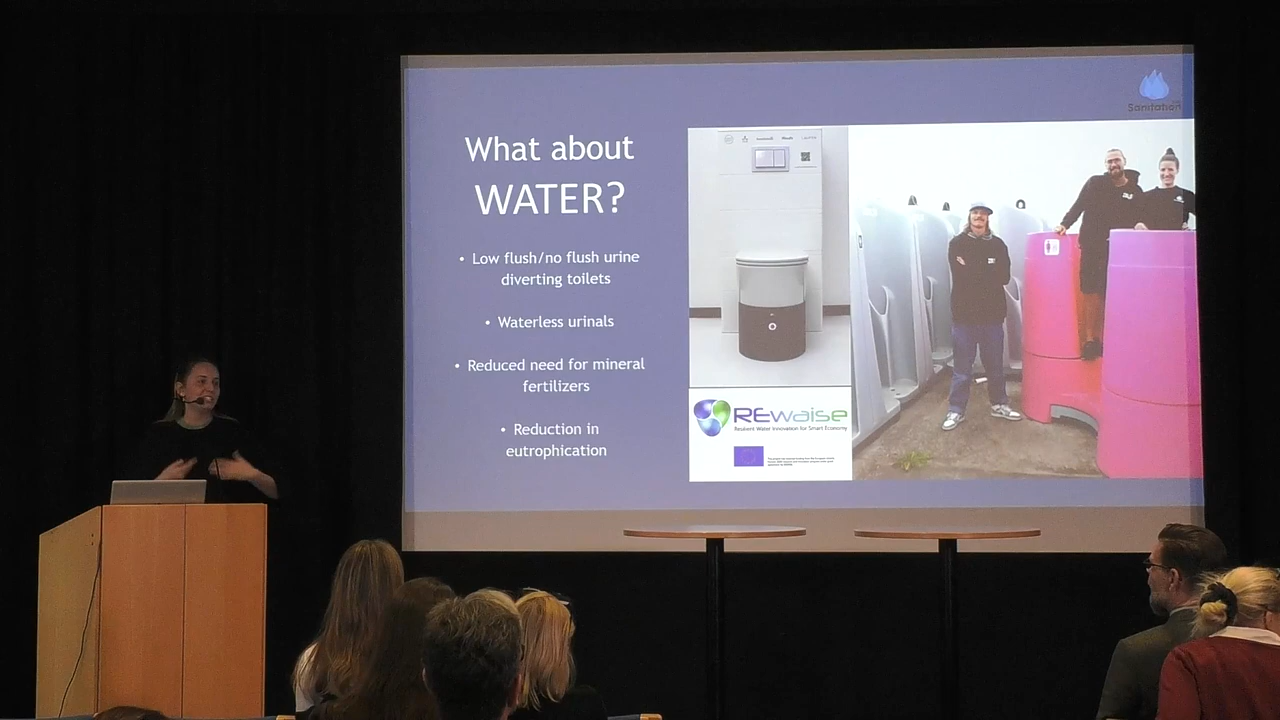 Sanitation
What about
WATER?
• Low flush/no flush urine
diverting toilets
• Waterless urinals
• Reduced need for mineral
fertilizers
• Reduction in
eutrophication
REwaise
Resilient Water Innovation for Smart Economy